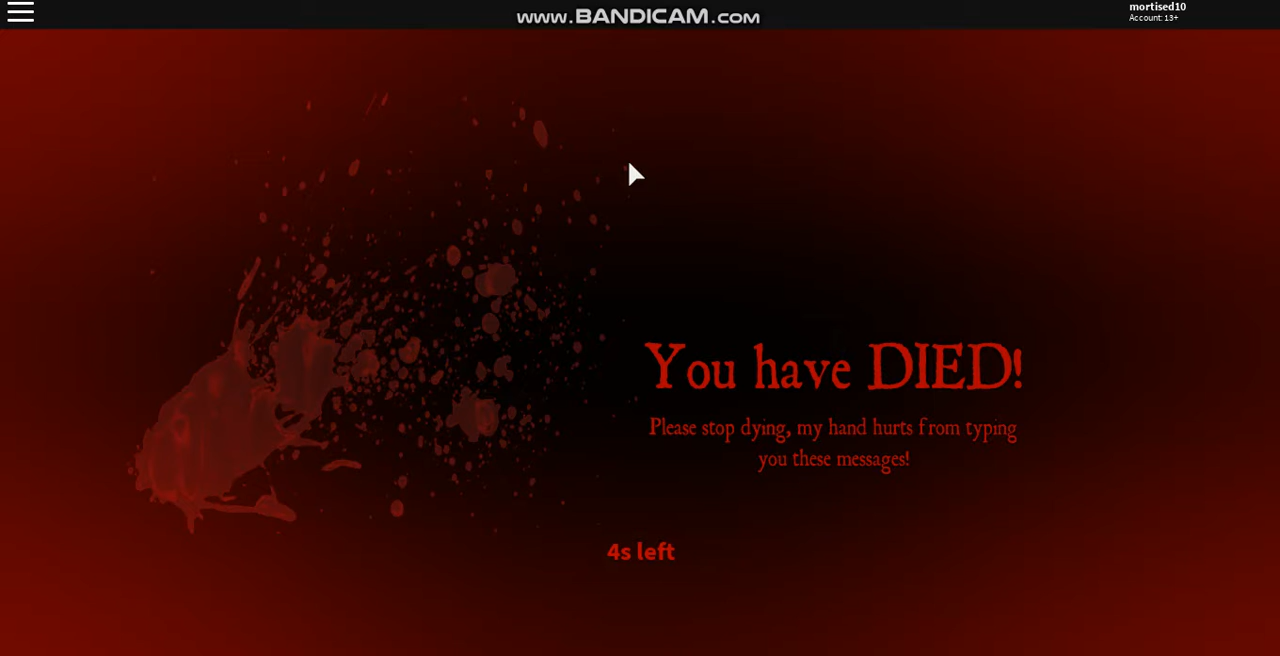 www.BANDICAM.com
mortised10
Account: 13+
You have DIED!
Please stop dying, my hand hurts from typing
you these messages!
4s left